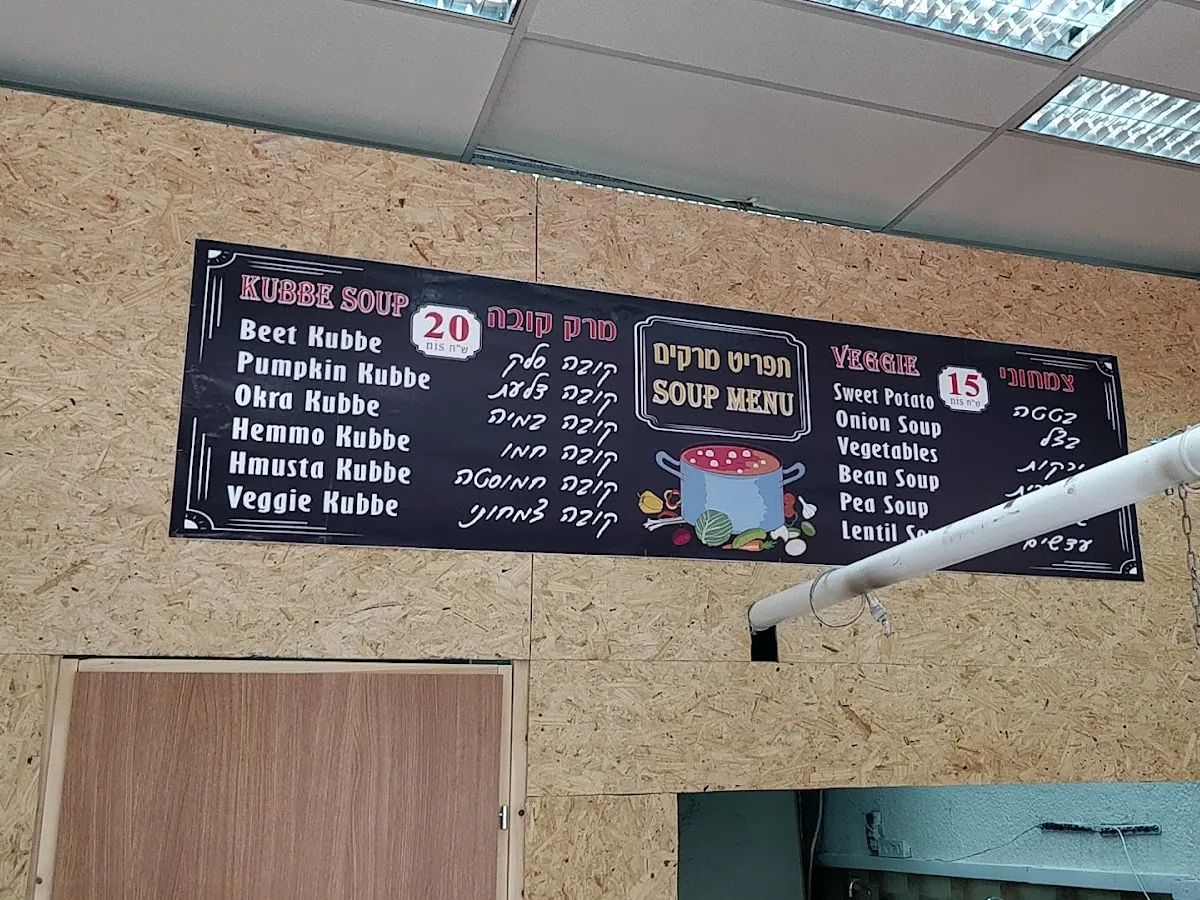 KUBBE SOUP
20
ש"ח NIS
מרק קובה
Beet Kubbe
קובה סלק
Pumpkin Kubbe
קובה דלעת
Okra Kubbe
קובה במיה
Hemmo Kubbe
קובה חמו
Hmusta Kubbe
קובה חמוסטה
Veggie Kubbe
קובה צמחוני
תפריט מרקים
SOUP MENU
VEGGIE
15
ש"ח NIS
צמחוני
Sweet Potato
בטטה
Onion Soup
בצל
Vegetables
ירקות
Bean Soup
Pea Soup
Lentil
עדשים